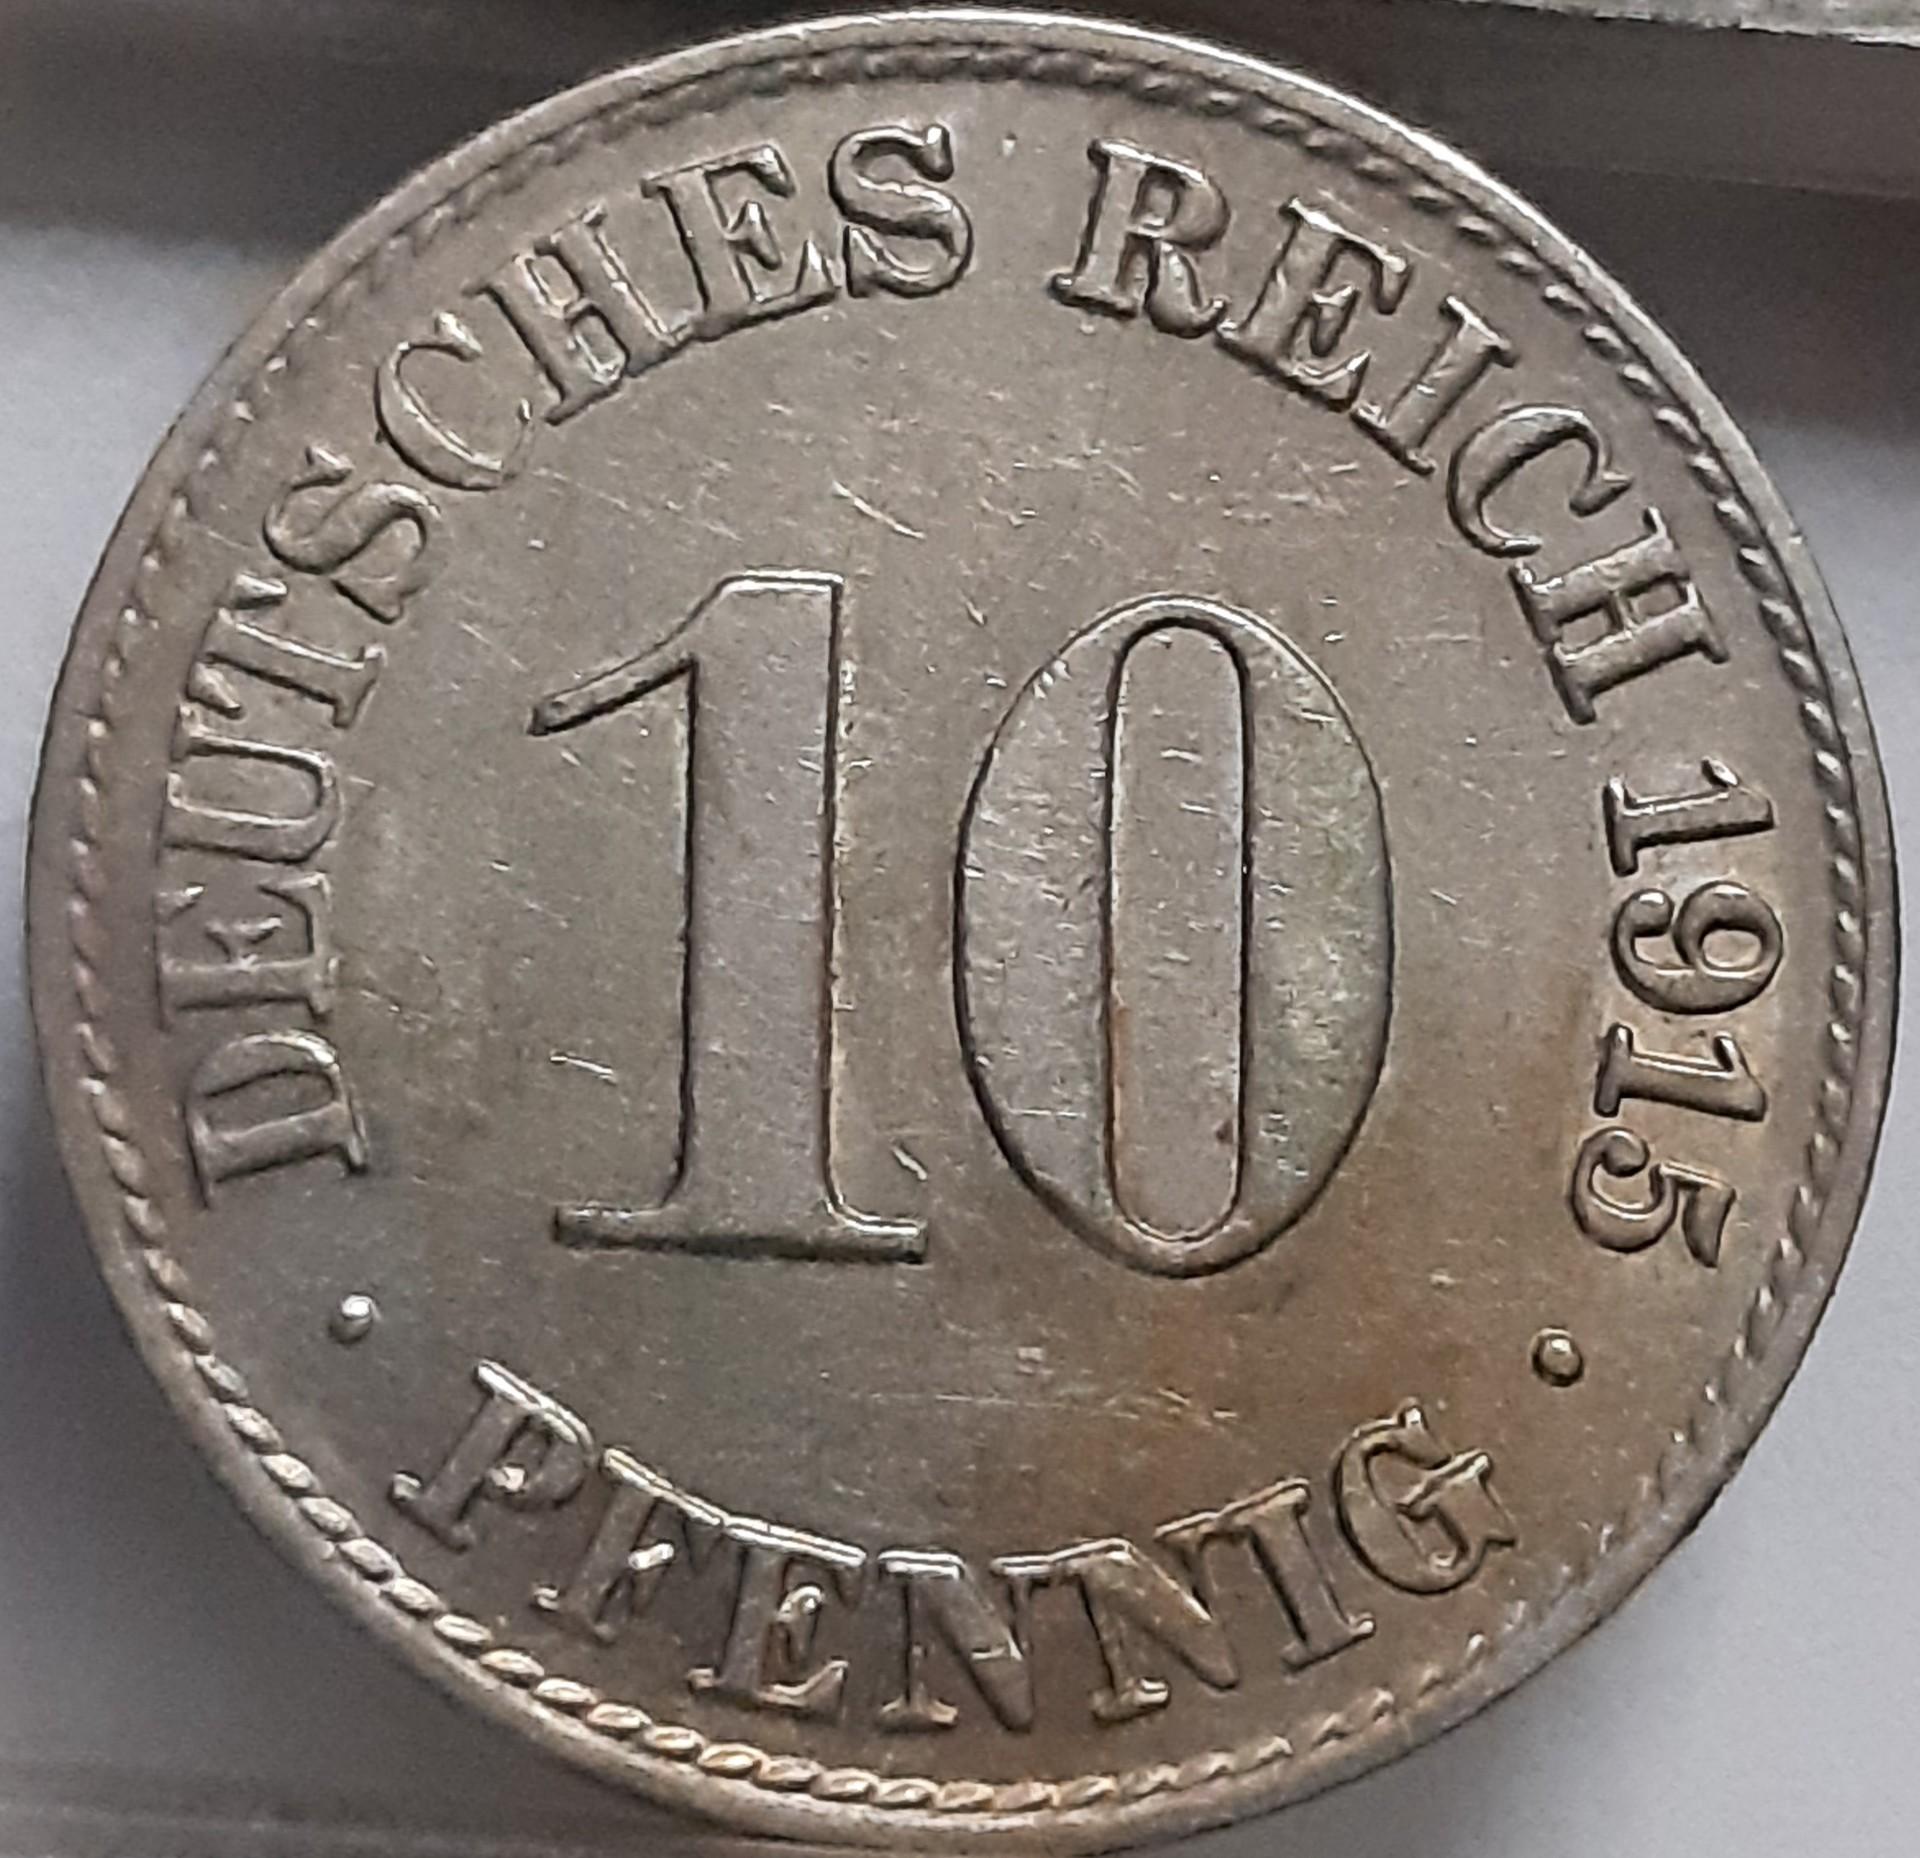 DEUTSCHES REICH 1915
10
· PFENNIG ·